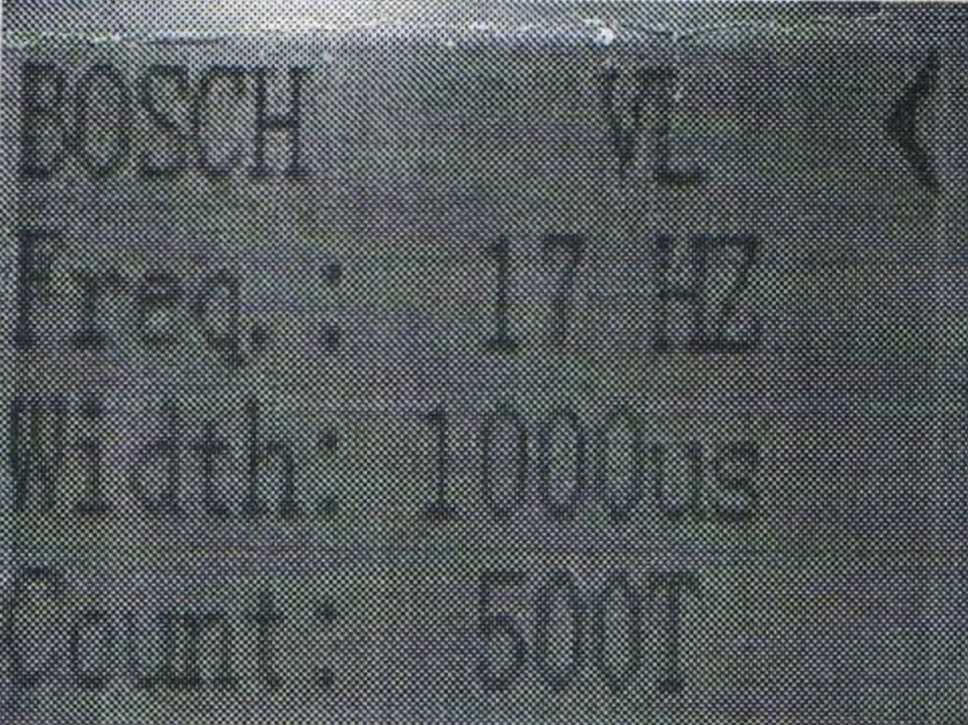 BOSCH VL <
Freq.: 17 HZ
Width: 1000us
Count: 500T